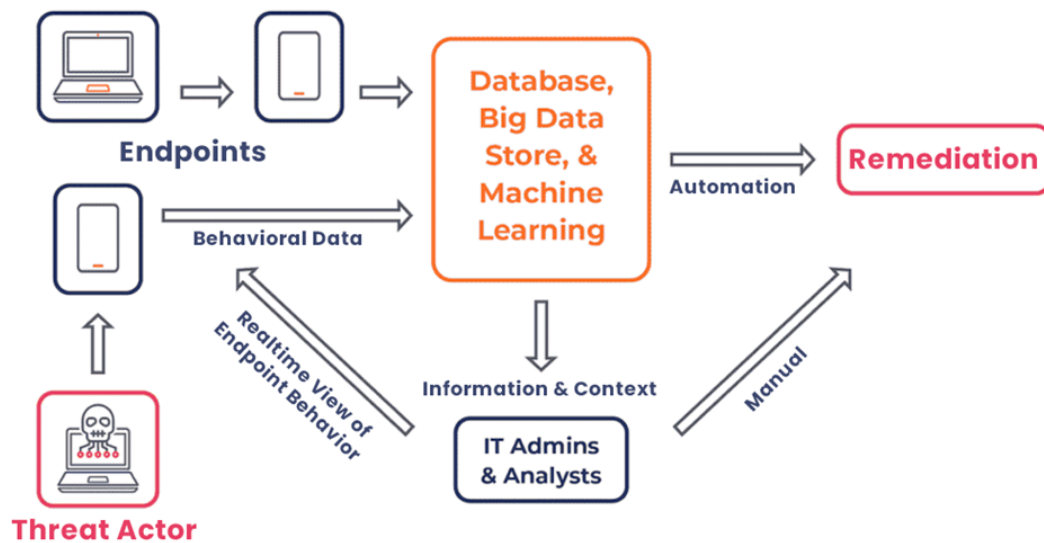 Endpoints
Database,
Big Data
Store, &
Machine
Learning
Automation
Remediation
Behavioral Data
Realtime View of
Endpoint Behavior
Information & Context
Manual
IT Admins
& Analysts
Threat Actor